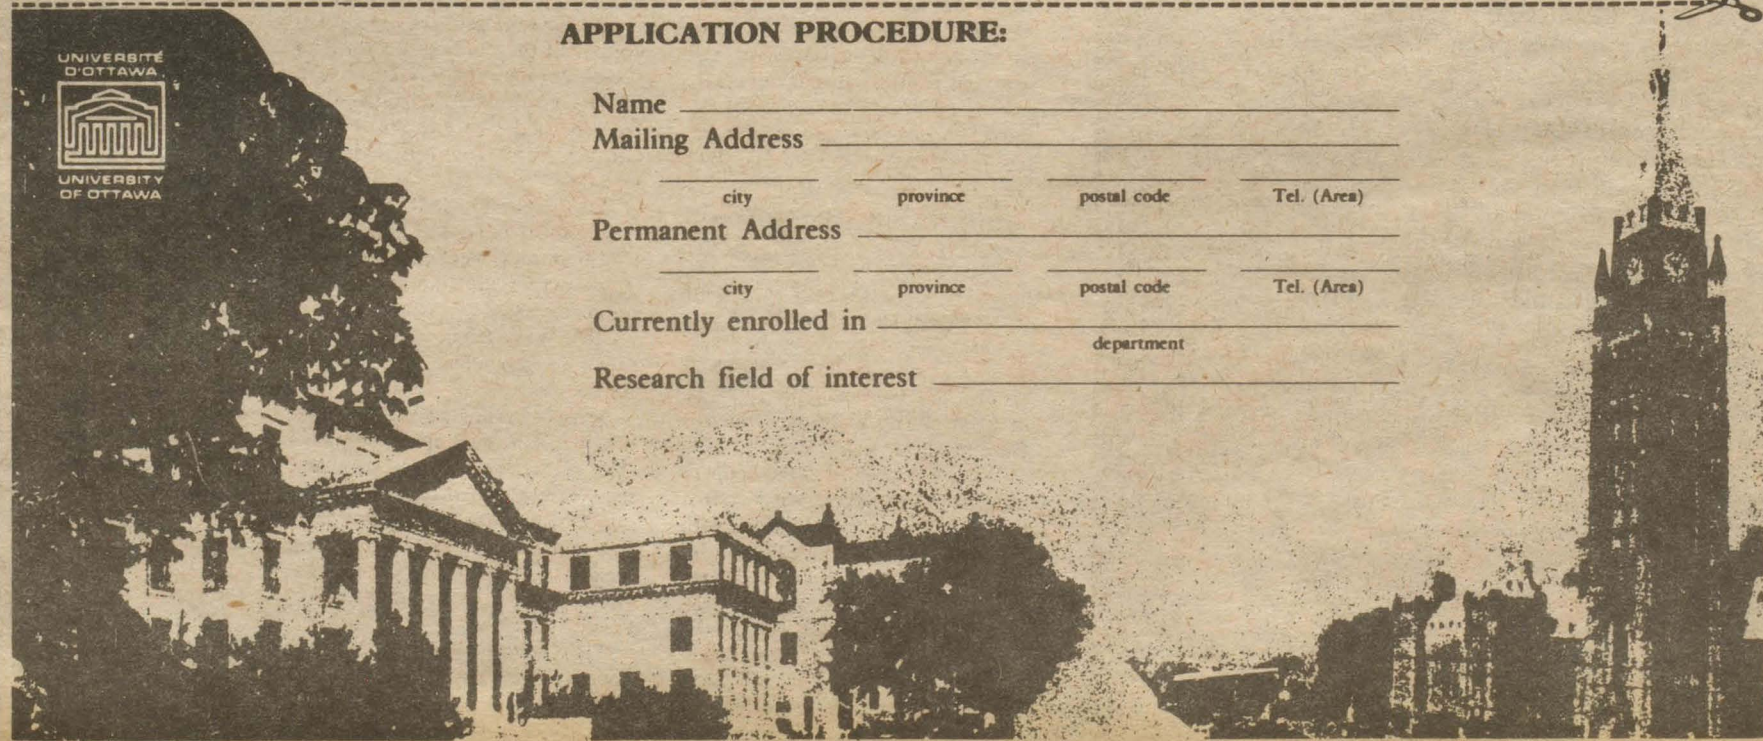 APPLICATION PROCEDURE:
UNIVERSITÉ
D'OTTAWA
UNIVERSITY
OF OTTAWA
Name
Mailing Address
city province postal code Tel. (Area)
Permanent Address
city province postal code Tel. (Area)
Currently enrolled in
department
Research field of interest